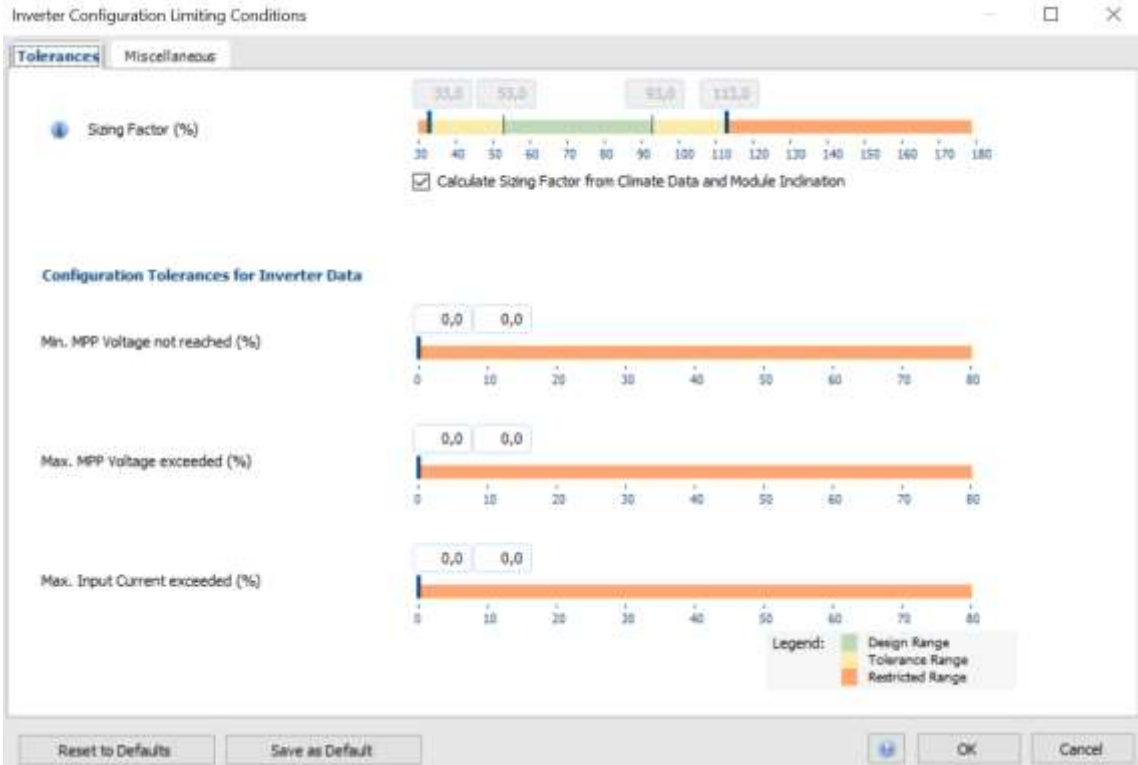 Inverter Configuration Limiting Conditions
Tolerances Miscellaneous
33,0 53,0 93,0 113,0
Sizing Factor (%)
30 40 50 60 70 80 90 100 110 120 130 140 150 160 170 180
Calculate Sizing Factor from Climate Data and Module Inclination
Configuration Tolerances for Inverter Data
0,0 0,0
Min. MPP Voltage not reached (%)
0 10 20 30 40 50 60 70 80
0,0 0,0
Max. MPP Voltage exceeded (%)
0 10 20 30 40 50 60 70 80
0,0 0,0
Max. Input Current exceeded (%)
0 10 20 30 40 50 60 70 80
Legend: Design Range
Tolerance Range
Restricted Range
Reset to Defaults Save as Default OK Cancel